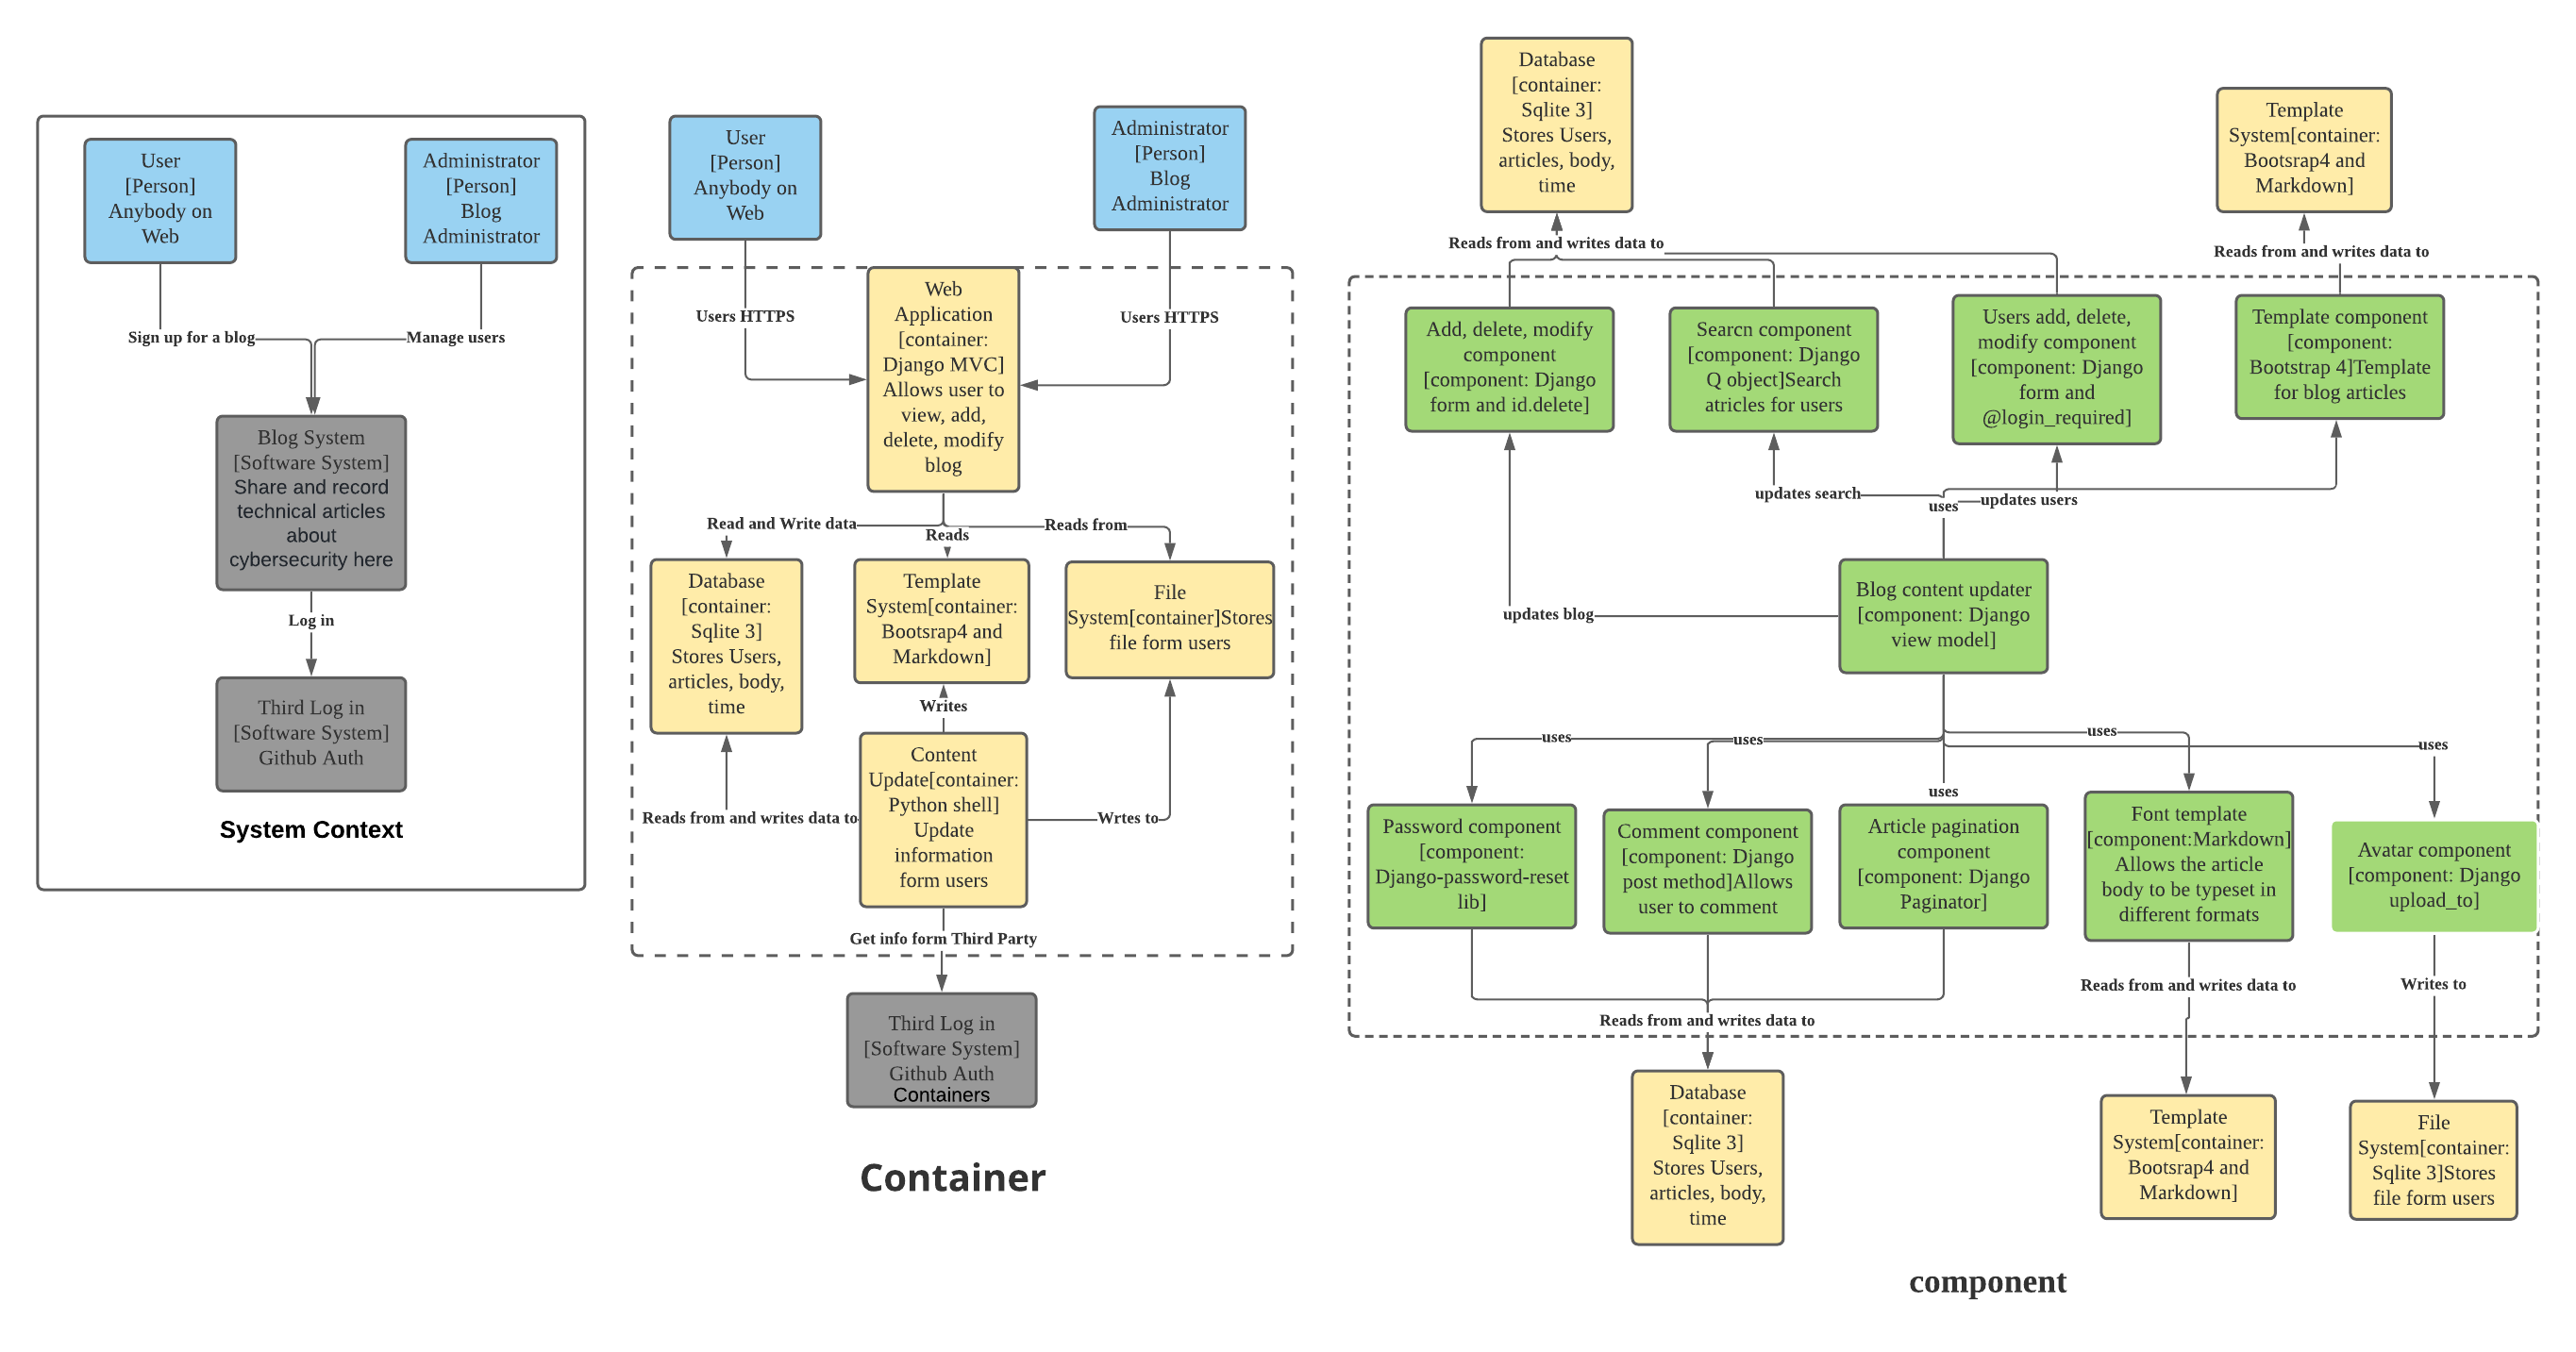 User
[Person]
Anybody on
Web
Administrator
[Person]
Blog
Administrator
Sign up for a blog
Manage users
Blog System
[Software System]
Share and record
technical articles
about
cybersecurity here
Log in
Third Log in
[Software System]
Github Auth
System Context
User
[Person]
Anybody on
Web
Administrator
[Person]
Blog
Administrator
Users HTTPS
Users HTTPS
Web
Application
[container:
Django MVC]
Allows user to
view, add,
delete, modify
blog
Read and Write data
Reads
Reads from
Database
[container:
Sqlite 3]
Stores Users,
articles, body,
time
Template
System[container:
Bootsrap4 and
Markdown]
File
System[container]Stores
file form users
Writes
Content
Update[container:
Python shell]
Update
information
form users
Reads from and writes data to
Wrtes to
Get info form Third Party
Third Log in
[Software System]
Github Auth
Containers
Container
Database
[container:
Sqlite 3]
Stores Users,
articles, body,
time
Template
System[container:
Bootsrap4 and
Markdown]
Reads from and writes data to
Reads from and writes data to
Add, delete, modify
component
[component: Django
form and id.delete]
Searcn component
[component: Django
Q object]Search
atricles for users
Users add, delete,
modify component
[component: Django
form and
@login_required]
Template component
[component:
Bootstrap 4]Template
for blog articles
updates search
uses
updates users
updates blog
Blog content updater
[component: Django
view model]
uses
uses
uses
uses
uses
Password component
[component:
Django-password-reset
lib]
Comment component
[component: Django
post method]Allows
user to comment
Article pagination
component
[component: Django
Paginator]
Font template
[component:Markdown]
Allows the article
body to be typeset in
different formats
Avatar component
[component: Django
upload_to]
Reads from and writes data to
Reads from and writes data to
Writes to
Database
[container:
Sqlite 3]
Stores Users,
articles, body,
time
Template
System[container:
Bootsrap4 and
Markdown]
File
System[container:
Sqlite 3]Stores
file form users
component